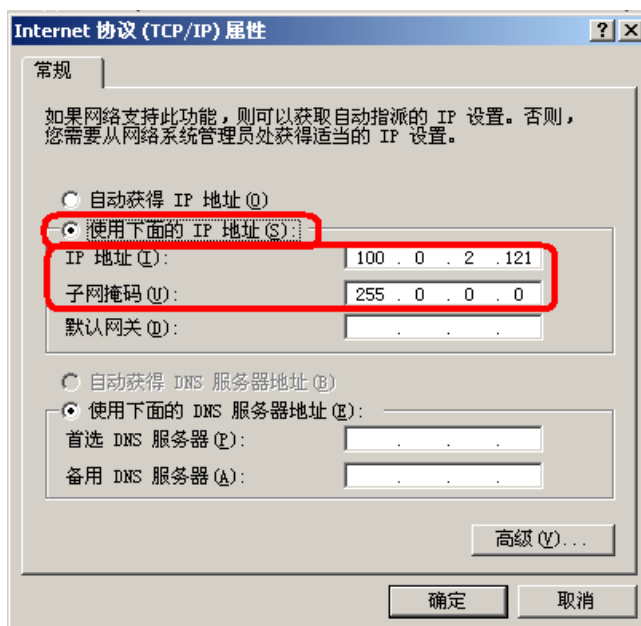 Internet 协议 (TCP/IP) 属性
常规
如果网络支持此功能，则可以获取自动指派的 IP 设置。否则，
您需要从网络系统管理员处获得适当的 IP 设置。
自动获得 IP 地址(O)
使用下面的 IP 地址(S):
IP 地址(I): 100 . 0 . 2 .121
子网掩码(U): 255 . 0 . 0 . 0
默认网关(D): . . .
自动获得 DNS 服务器地址(B)
使用下面的 DNS 服务器地址(E):
首选 DNS 服务器(P): . . .
备用 DNS 服务器(A): . . .
高级(V)...
确定 取消